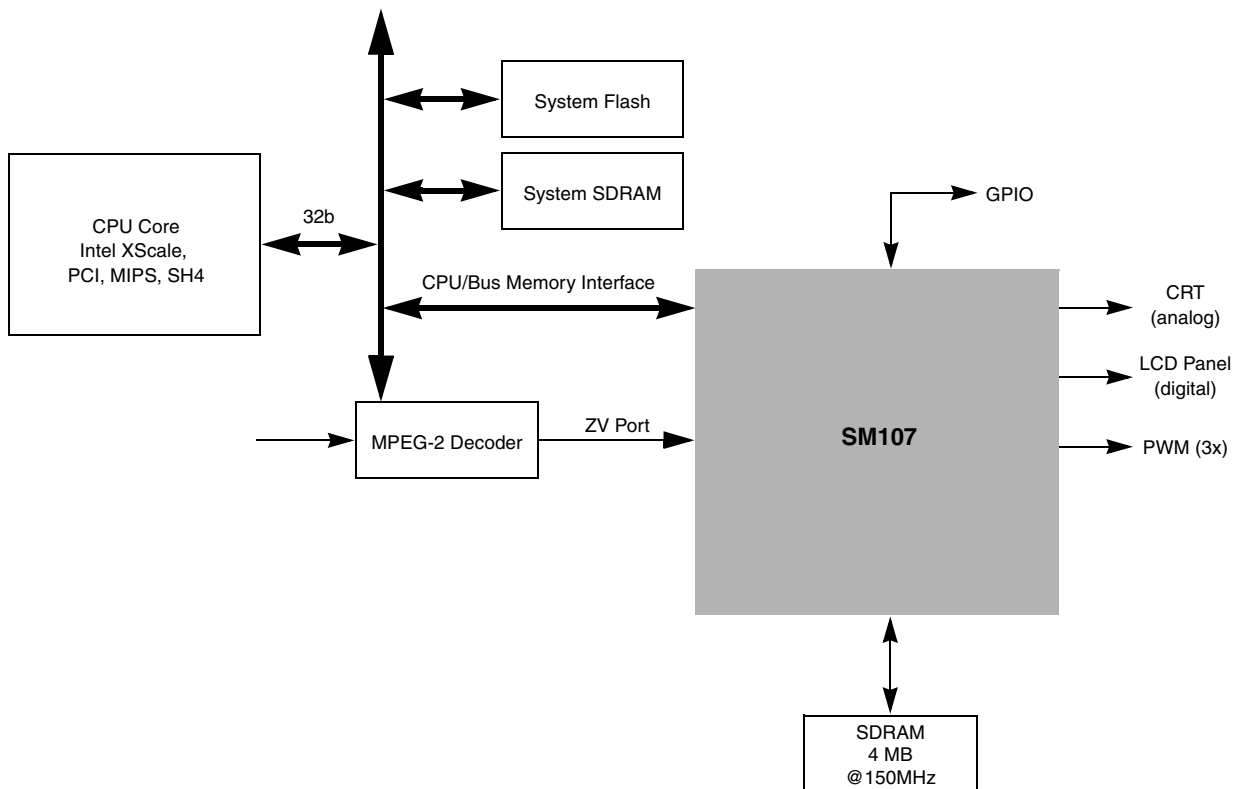 System Flash
System SDRAM
CPU Core
Intel XScale,
PCI, MIPS, SH4
32b
GPIO
CPU/Bus Memory Interface
CRT
(analog)
LCD Panel
(digital)
MPEG-2 Decoder
ZV Port
SM107
PWM (3x)
SDRAM
4 MB
@150MHz